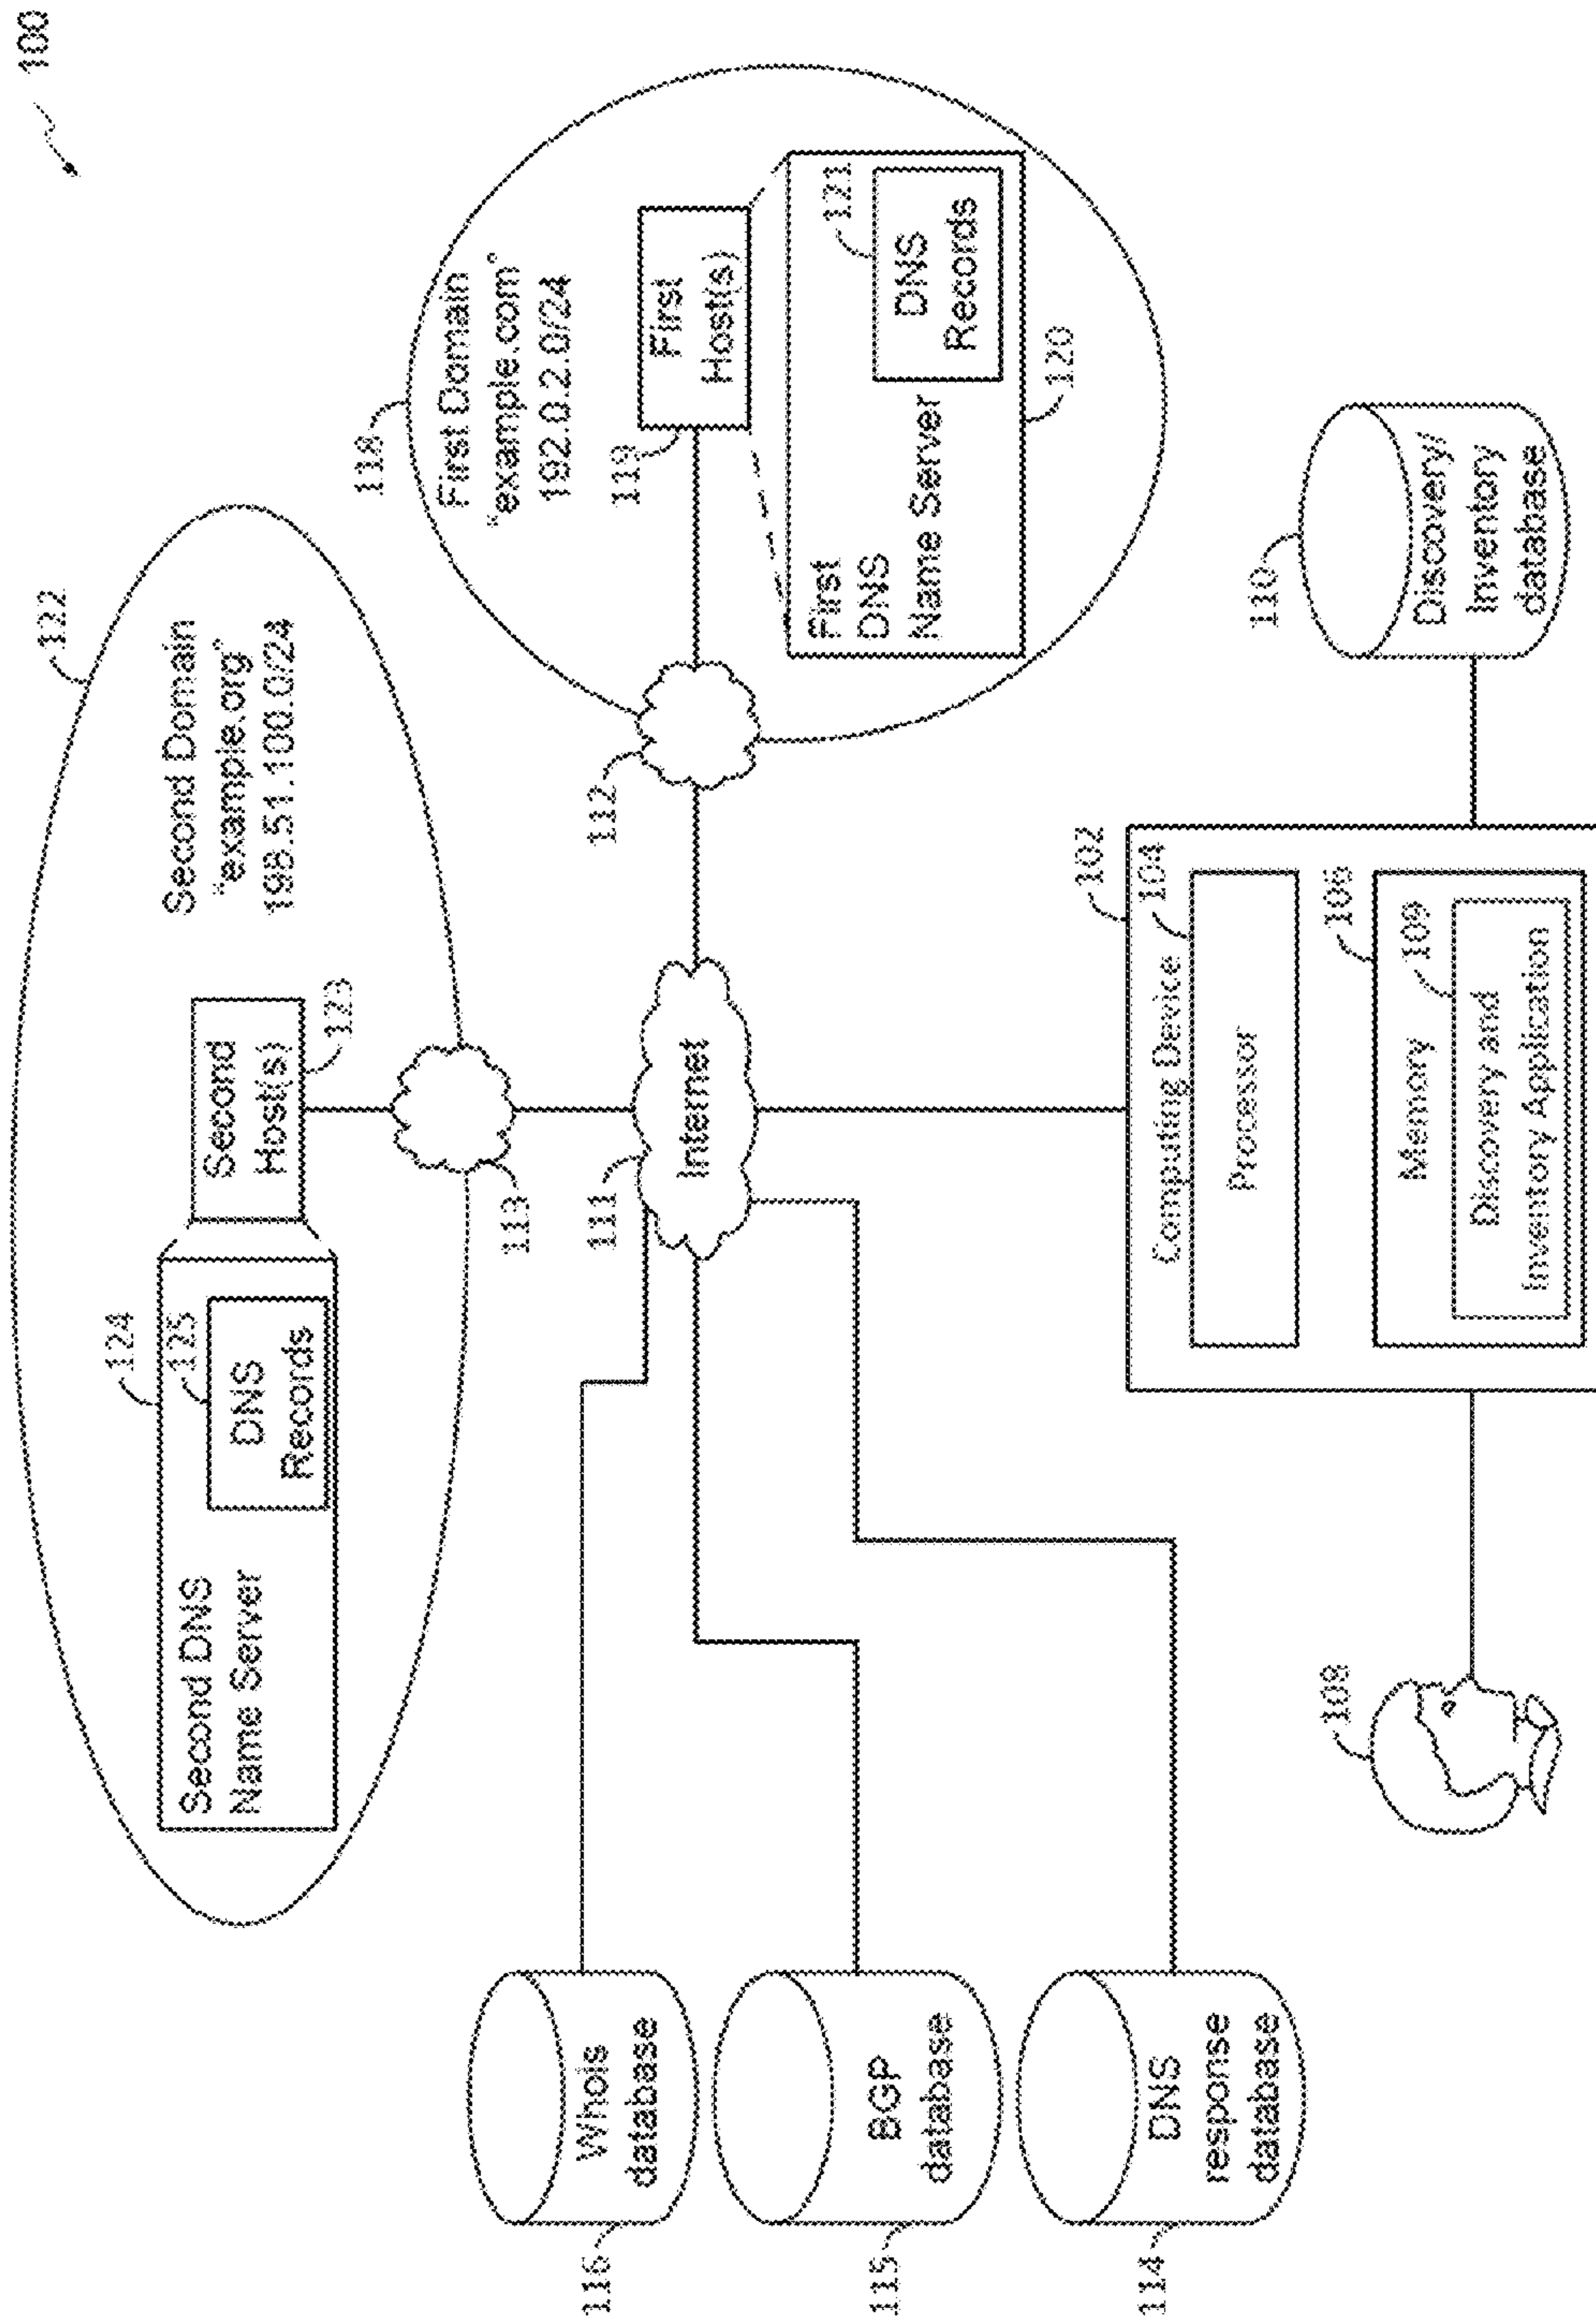 100
122
Second Domain
"example.org"
198.51.100.0/24
124
125
Second DNS
Name Server
DNS
Records
Second
Host(s)
123
113
118
First Domain
"example.com"
192.0.2.0/24
119
First
Host(s)
112
121
First
DNS
Name Server
DNS
Records
120
111
Internet
116
Whois
database
115
BGP
database
114
DNS
response
database
102
Computing Device
104
Processor
106
Memory
109
Discovery and
Inventory Application
108
110
Discovery/
Inventory
database